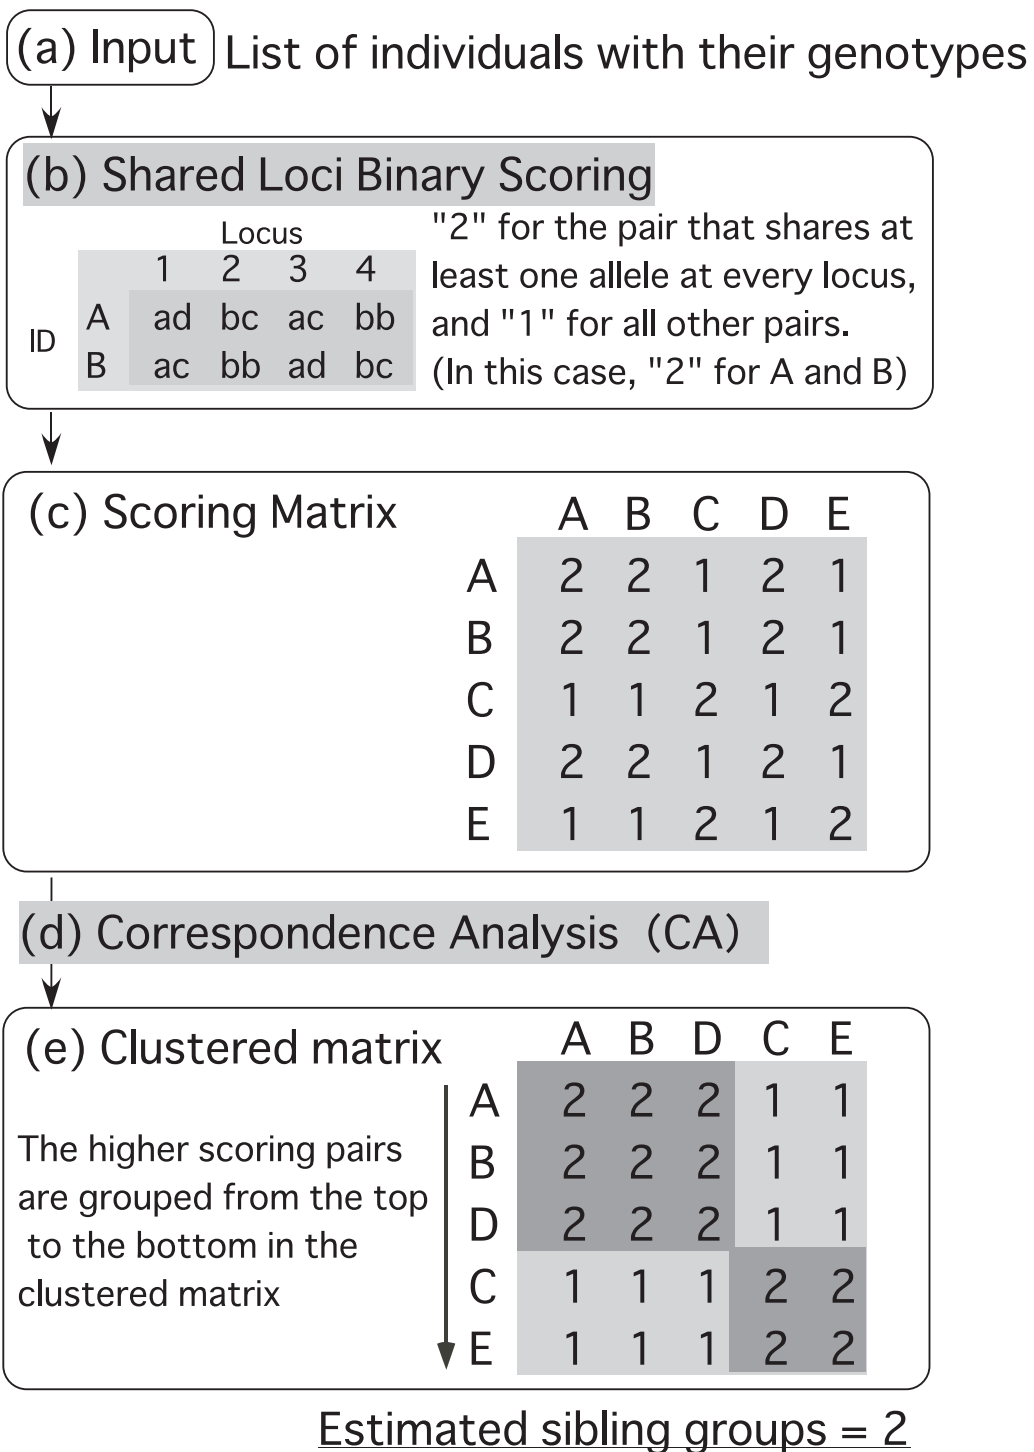 (a) Input List of individuals with their genotypes
(b) Shared Loci Binary Scoring
Locus
1 2 3 4
A ad bc ac bb
ID
B ac bb ad bc
"2" for the pair that shares at
least one allele at every locus,
and "1" for all other pairs.
(In this case, "2" for A and B)
(c) Scoring Matrix
A B C D E
A 2 2 1 2 1
B 2 2 1 2 1
C 1 1 2 1 2
D 2 2 1 2 1
E 1 1 2 1 2
(d) Correspondence Analysis (CA)
(e) Clustered matrix
The higher scoring pairs
are grouped from the top
to the bottom in the
clustered matrix
A B D C E
A 2 2 2 1 1
B 2 2 2 1 1
D 2 2 2 1 1
C 1 1 1 2 2
E 1 1 1 2 2
Estimated sibling groups = 2